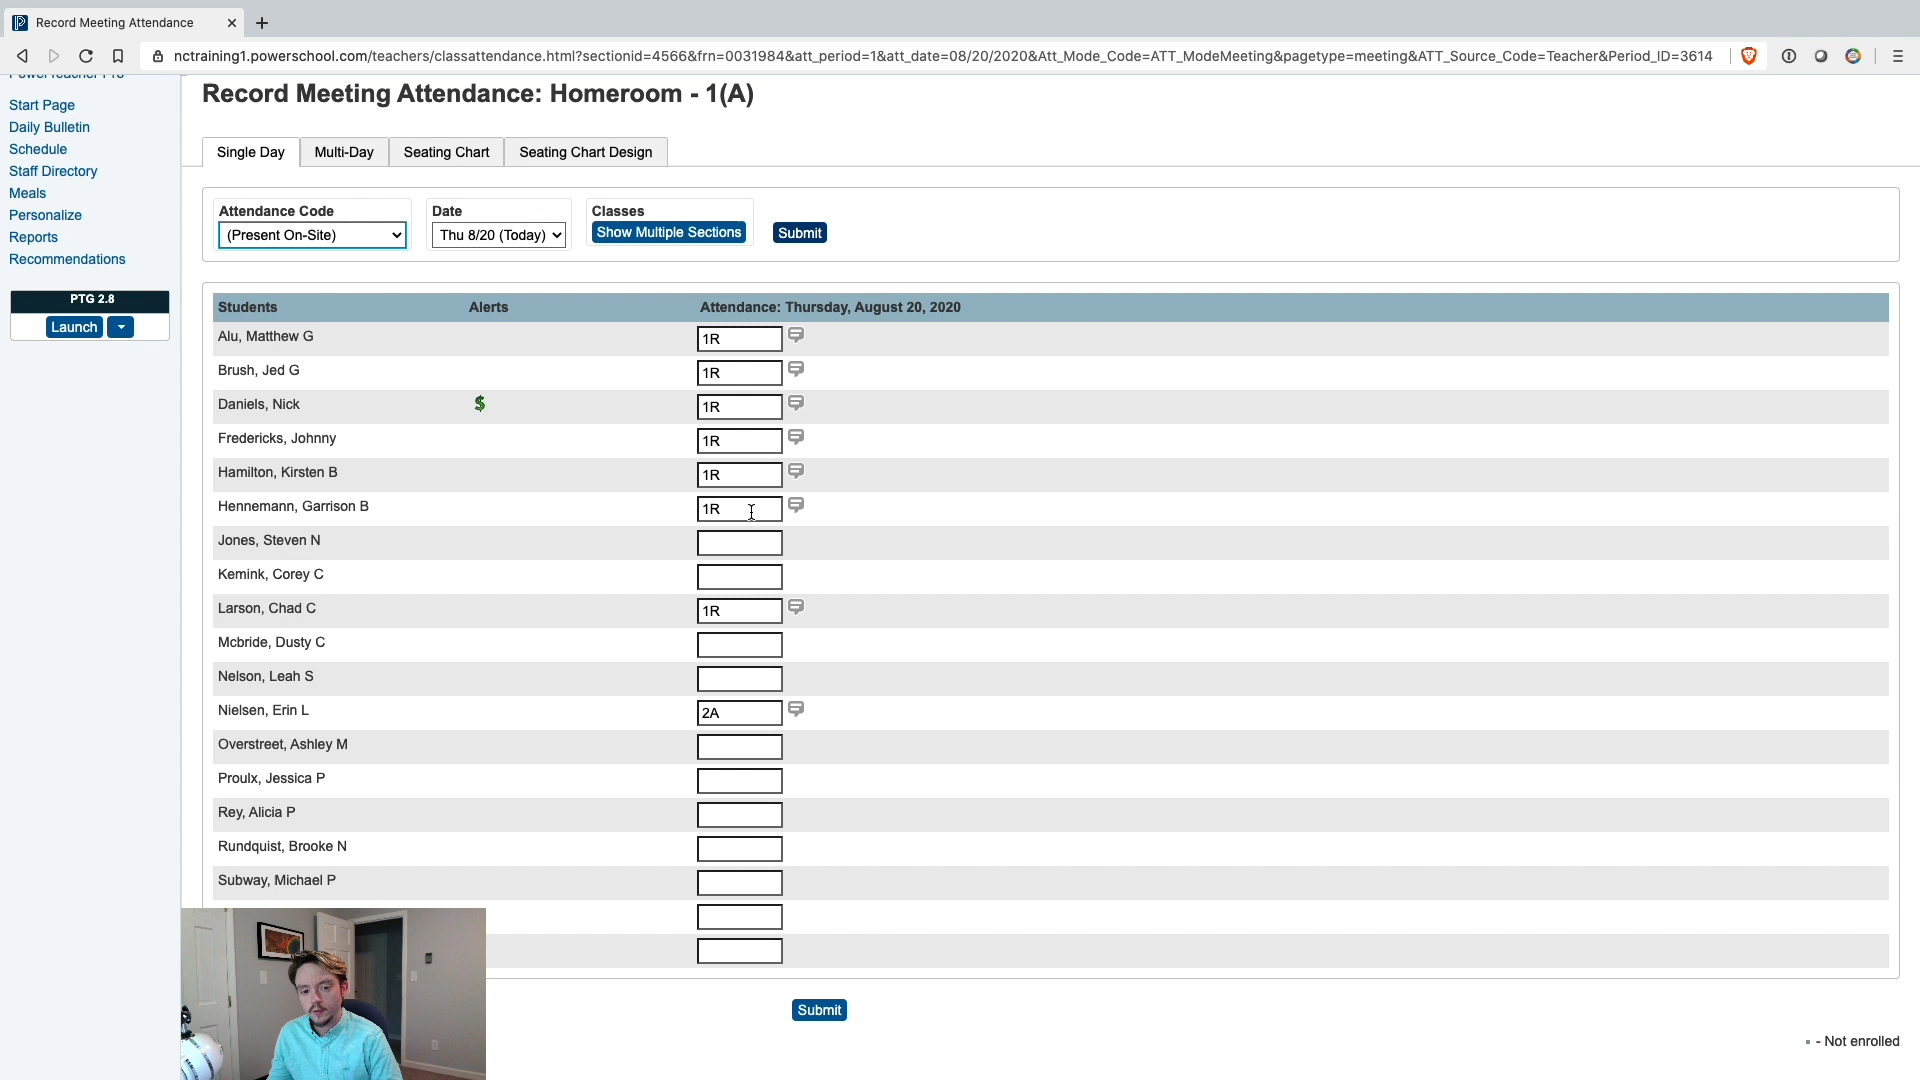 Record Meeting Attendance
nctraining1.powerschool.com/teachers/classattendance.html?sectionid=4566&frn=0031984&att_period=1&att_date=08/20/2020&Att_Mode_Code=ATT_ModeMeeting&pagetype=meeting&ATT_Source_Code=Teacher&Period_ID=3614
PowerTeacher Pro
Start Page
Daily Bulletin
Schedule
Staff Directory
Meals
Personalize
Reports
Recommendations
PTG 2.8
Launch
Record Meeting Attendance: Homeroom - 1(A)
Single Day Multi-Day Seating Chart Seating Chart Design
Attendance Code Date Classes
(Present On-Site) Thu 8/20 (Today) Show Multiple Sections Submit
Students Alerts Attendance: Thursday, August 20, 2020
Alu, Matthew G 1R
Brush, Jed G 1R
Daniels, Nick $ 1R
Fredericks, Johnny 1R
Hamilton, Kirsten B 1R
Hennemann, Garrison B 1R
Jones, Steven N
Kemink, Corey C
Larson, Chad C 1R
Mcbride, Dusty C
Nelson, Leah S
Nielsen, Erin L 2A
Overstreet, Ashley M
Proulx, Jessica P
Rey, Alicia P
Rundquist, Brooke N
Subway, Michael P
Submit
- Not enrolled